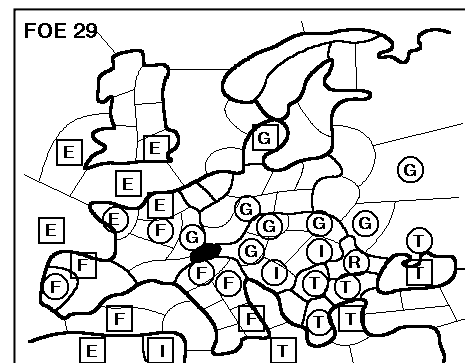 FOE 29
G
E E
G
E
E
F F G G G G
E G T
F G I R T
F F F I T T
F F T T
E I T